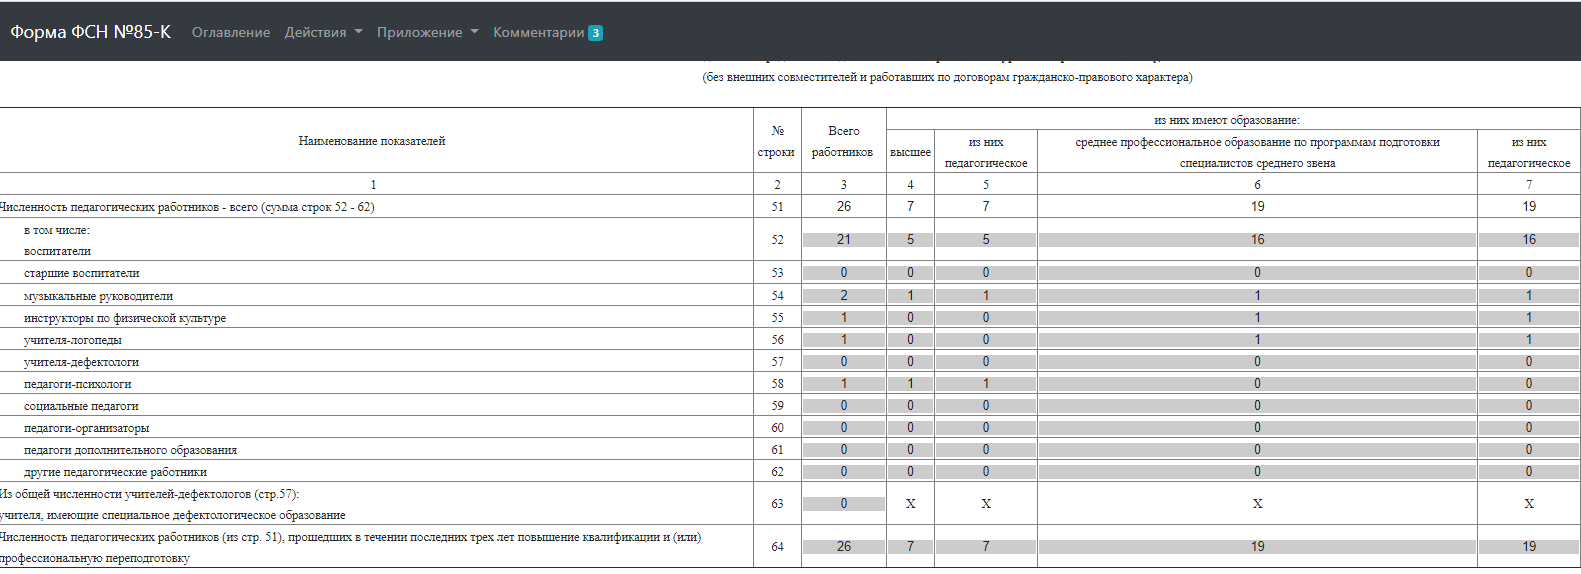 Форма ФСН №85-К Оглавление Действия Приложение Комментарии 3
(без внешних совместителей и работавших по договорам гражданско-правового характера)
Наименование показателей № строки Всего работников из них имеют образование:
высшее из них педагогическое среднее профессиональное образование по программам подготовки специалистов среднего звена из них педагогическое
1 2 3 4 5 6 7
Численность педагогических работников - всего (сумма строк 52 - 62) 51 26 7 7 19 19
в том числе:
воспитатели 52 21 5 5 16 16
старшие воспитатели 53 0 0 0 0 0
музыкальные руководители 54 2 1 1 1 1
инструкторы по физической культуре 55 1 0 0 1 1
учителя-логопеды 56 1 0 0 1 1
учителя-дефектологи 57 0 0 0 0 0
педагоги-психологи 58 1 1 1 0 0
социальные педагоги 59 0 0 0 0 0
педагоги-организаторы 60 0 0 0 0 0
педагоги дополнительного образования 61 0 0 0 0 0
другие педагогические работники 62 0 0 0 0 0
Из общей численности учителей-дефектологов (стр.57):
учителя, имеющие специальное дефектологическое образование 63 0 X X X X
Численность педагогических работников (из стр. 51), прошедших в течении последних трех лет повышение квалификации и (или)
профессиональную переподготовку 64 26 7 7 19 19